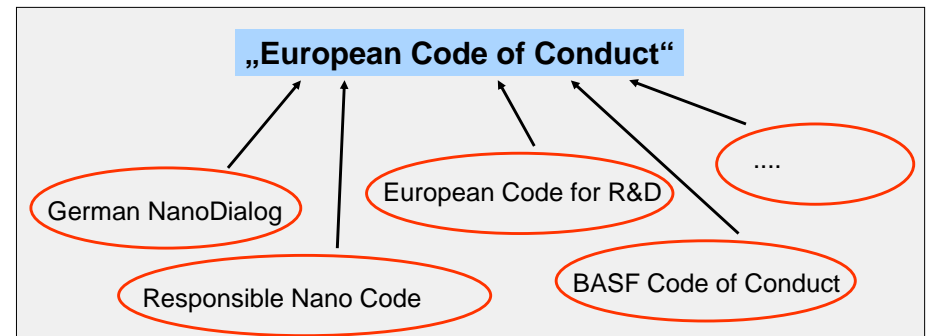 „European Code of Conduct“
....
European Code for R&D
German NanoDialog
BASF Code of Conduct
Responsible Nano Code